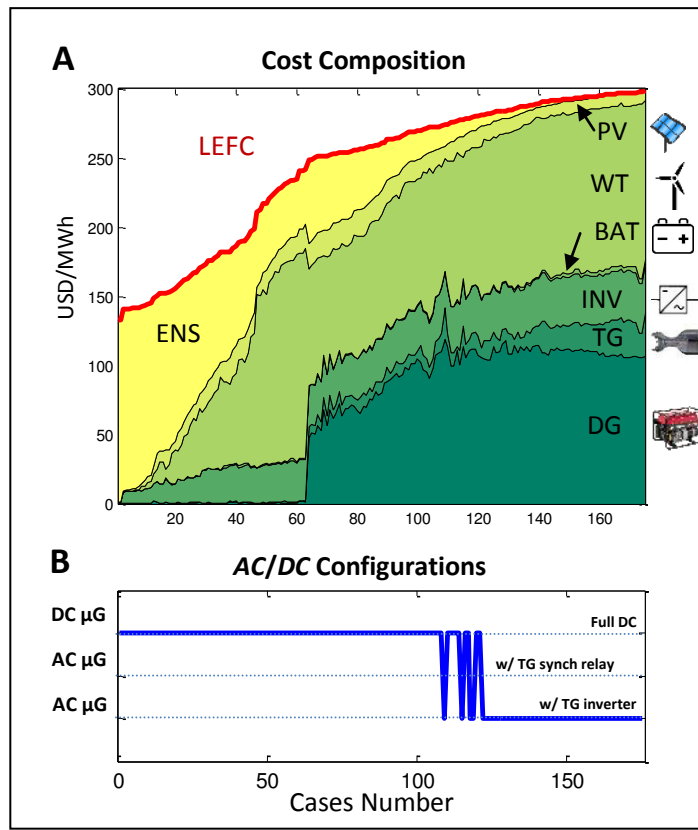 A
Cost Composition
300
250
200
150
100
50
0
USD/MWh
LEFC
PV
WT
BAT
INV
ENS
TG
DG
20
40
60
80
100
120
140
160
B
AC/DC Configurations
DC µG
Full DC
AC µG
w/ TG synch relay
AC µG
w/ TG inverter
0
50
100
150
Cases Number